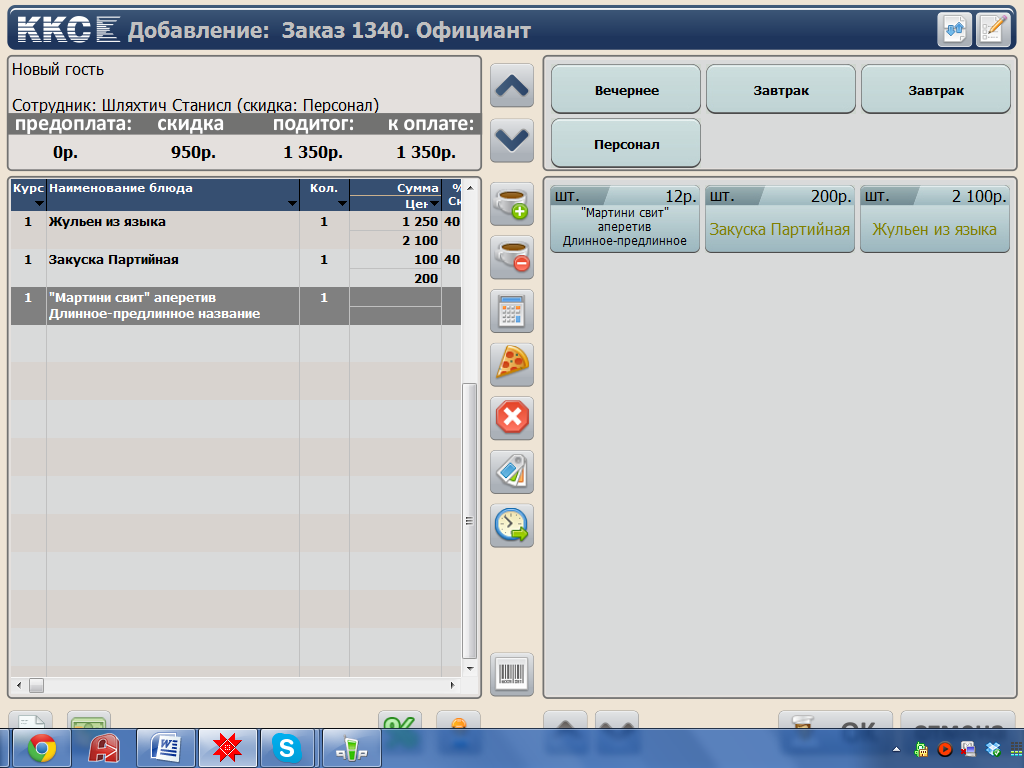 ККС Добавление: Заказ 1340. Официант
Новый гость
Сотрудник: Шляхтич Станисл (скидка: Персонал)
предоплата: скидка подитог: к оплате:
0р. 950р. 1 350р. 1 350р.
Вечернее Завтрак Завтрак
Персонал
Курс Наименование блюда Кол. Сумма %
Цен Ск
1 Жульен из языка 1 1 250 40
2 100
1 Закуска Партийная 1 100 40
200
1 "Мартини свит" аперетив 1
Длинное-предлинное название
шт. 12р.
"Мартини свит"
аперетив
Длинное-предлинное
шт. 200р.
Закуска Партийная
шт. 2 100р.
Жульен из языка
OK отмена